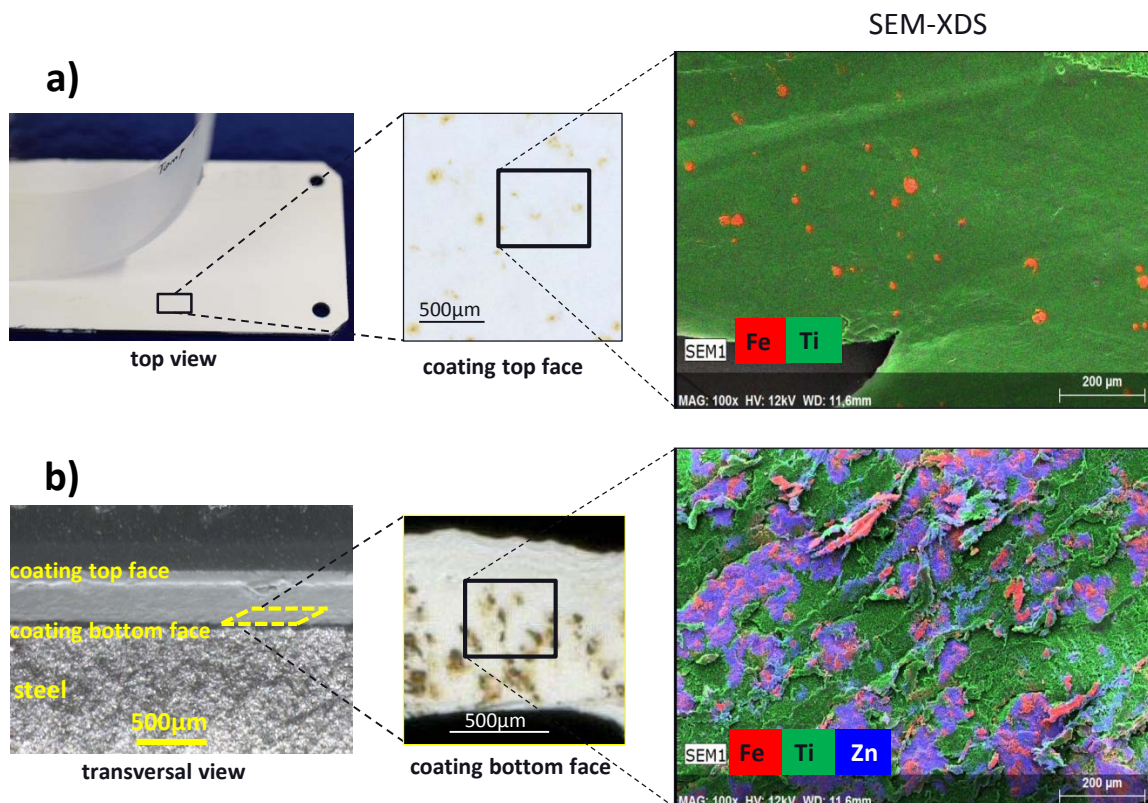 SEM-XDS
a)
500µm
top view
coating top face
SEM1
Fe
Ti
200 µm
MAG: 100x HV: 12kV WD: 11,6mm
b)
coating top face
coating bottom face
steel
500µm
transversal view
500µm
coating bottom face
SEM1
Fe
Ti
Zn
200 µm
MAG: 100x HV: 12kV WD: 11,6mm